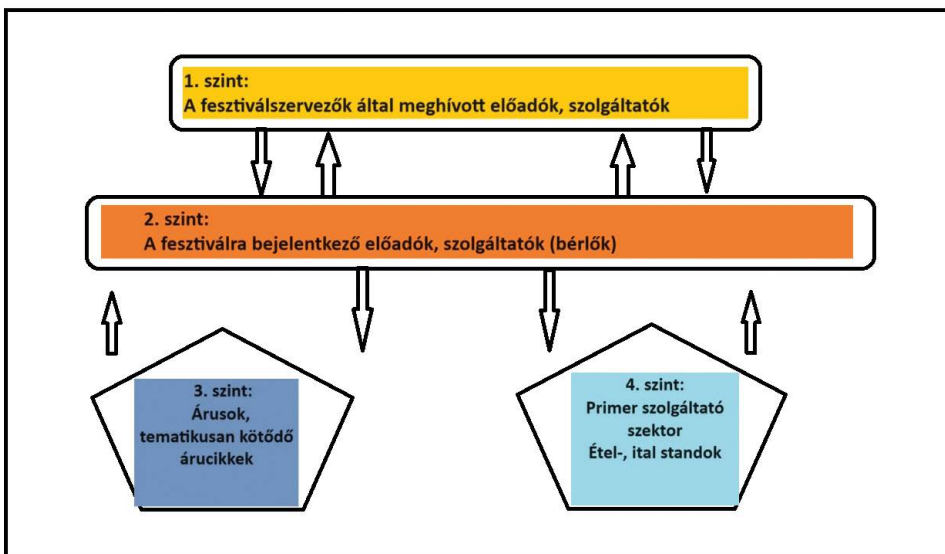 1. szint:
A fesztiválszervezők által meghívott előadók, szolgáltatók
2. szint:
A fesztiválra bejelentkező előadók, szolgáltatók (bérlők)
3. szint:
Árusok,
tematikusan kötődő
árucikkek
4. szint:
Primer szolgáltató
szektor
Étel-, ital standok